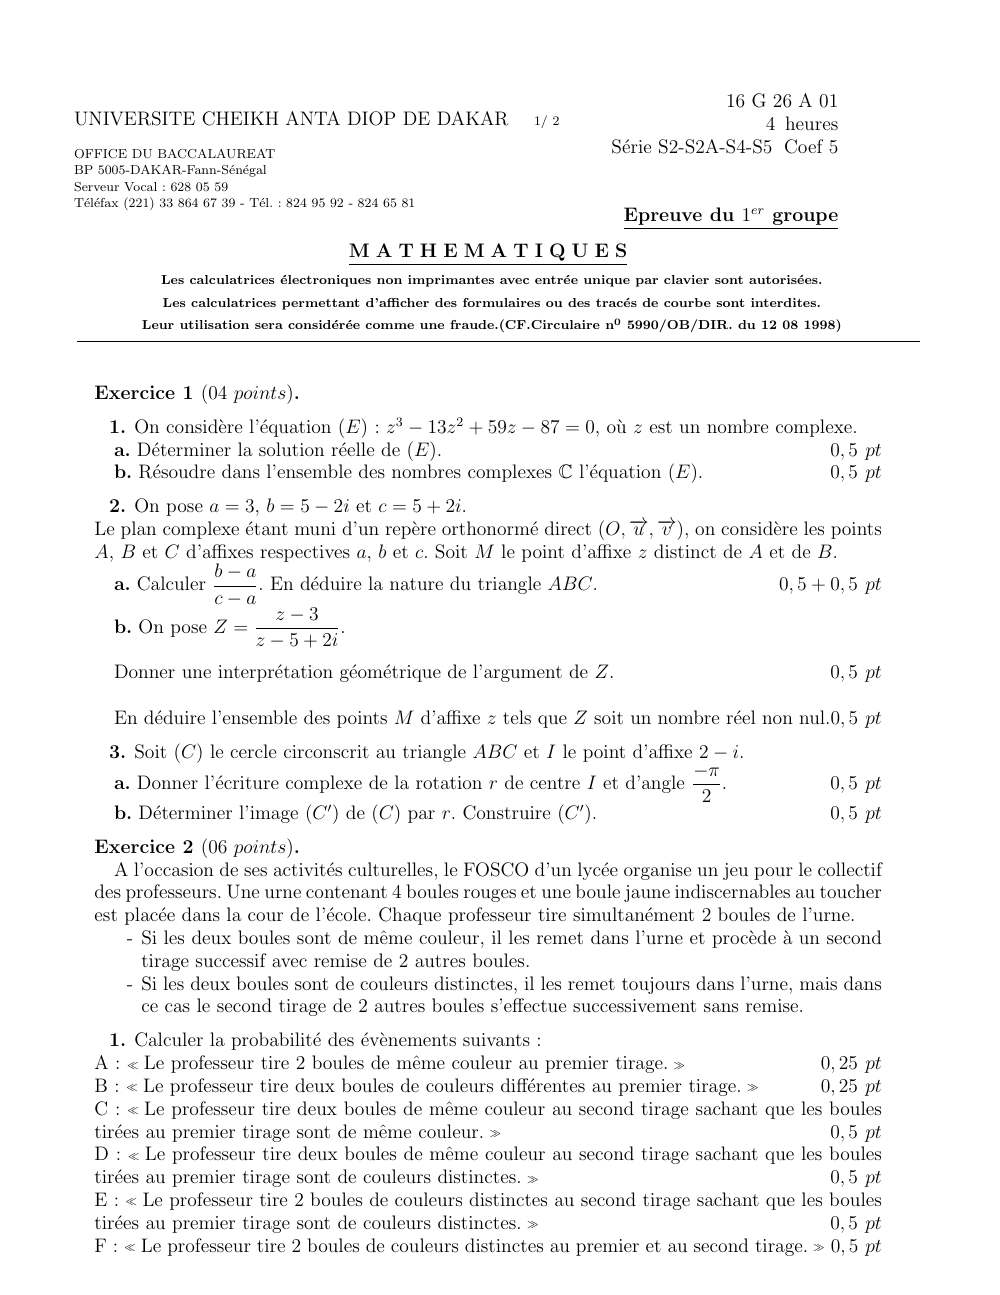 UNIVERSITE CHEIKH ANTA DIOP DE DAKAR 1/ 2
16 G 26 A 01
4 heures
Série S2-S2A-S4-S5 Coef 5
OFFICE DU BACCALAUREAT
BP 5005-DAKAR-Fann-Sénégal
Serveur Vocal : 628 05 59
Téléfax (221) 33 864 67 39 - Tél. : 824 95 92 - 824 65 81
Epreuve du 1er groupe
M A T H E M A T I Q U E S
Les calculatrices électroniques non imprimantes avec entrée unique par clavier sont autorisées.
Les calculatrices permettant d'afficher des formulaires ou des tracés de courbe sont interdites.
Leur utilisation sera considérée comme une fraude.(CF.Circulaire n⁰ 5990/OB/DIR. du 12 08 1998)
Exercice 1 (04 points).
1. On considère l'équation (E) : z³ − 13z² + 59z − 87 = 0, où z est un nombre complexe.
a. Déterminer la solution réelle de (E). 0, 5 pt
b. Résoudre dans l'ensemble des nombres complexes ℂ l'équation (E). 0, 5 pt
2. On pose a = 3, b = 5 − 2i et c = 5 + 2i.
Le plan complexe étant muni d'un repère orthonormé direct (O, u⃗, v⃗), on considère les points
A, B et C d'affixes respectives a, b et c. Soit M le point d'affixe z distinct de A et de B.
a. Calculer (b − a)/(c − a). En déduire la nature du triangle ABC. 0, 5 + 0, 5 pt
b. On pose Z = (z − 3)/(z − 5 + 2i).
Donner une interprétation géométrique de l'argument de Z. 0, 5 pt
En déduire l'ensemble des points M d'affixe z tels que Z soit un nombre réel non nul.0, 5 pt
3. Soit (C) le cercle circonscrit au triangle ABC et I le point d'affixe 2 − i.
a. Donner l'écriture complexe de la rotation r de centre I et d'angle −π/2. 0, 5 pt
b. Déterminer l'image (C′) de (C) par r. Construire (C′). 0, 5 pt
Exercice 2 (06 points).
A l'occasion de ses activités culturelles, le FOSCO d'un lycée organise un jeu pour le collectif
des professeurs. Une urne contenant 4 boules rouges et une boule jaune indiscernables au toucher
est placée dans la cour de l'école. Chaque professeur tire simultanément 2 boules de l'urne.
- Si les deux boules sont de même couleur, il les remet dans l'urne et procède à un second
tirage successif avec remise de 2 autres boules.
- Si les deux boules sont de couleurs distinctes, il les remet toujours dans l'urne, mais dans
ce cas le second tirage de 2 autres boules s'effectue successivement sans remise.
1. Calculer la probabilité des évènements suivants :
A : ≪ Le professeur tire 2 boules de même couleur au premier tirage. ≫ 0, 25 pt
B : ≪ Le professeur tire deux boules de couleurs différentes au premier tirage. ≫ 0, 25 pt
C : ≪ Le professeur tire deux boules de même couleur au second tirage sachant que les boules
tirées au premier tirage sont de même couleur. ≫ 0, 5 pt
D : ≪ Le professeur tire deux boules de même couleur au second tirage sachant que les boules
tirées au premier tirage sont de couleurs distinctes. ≫ 0, 5 pt
E : ≪ Le professeur tire 2 boules de couleurs distinctes au second tirage sachant que les boules
tirées au premier tirage sont de couleurs distinctes. ≫ 0, 5 pt
F : ≪ Le professeur tire 2 boules de couleurs distinctes au premier et au second tirage. ≫ 0, 5 pt